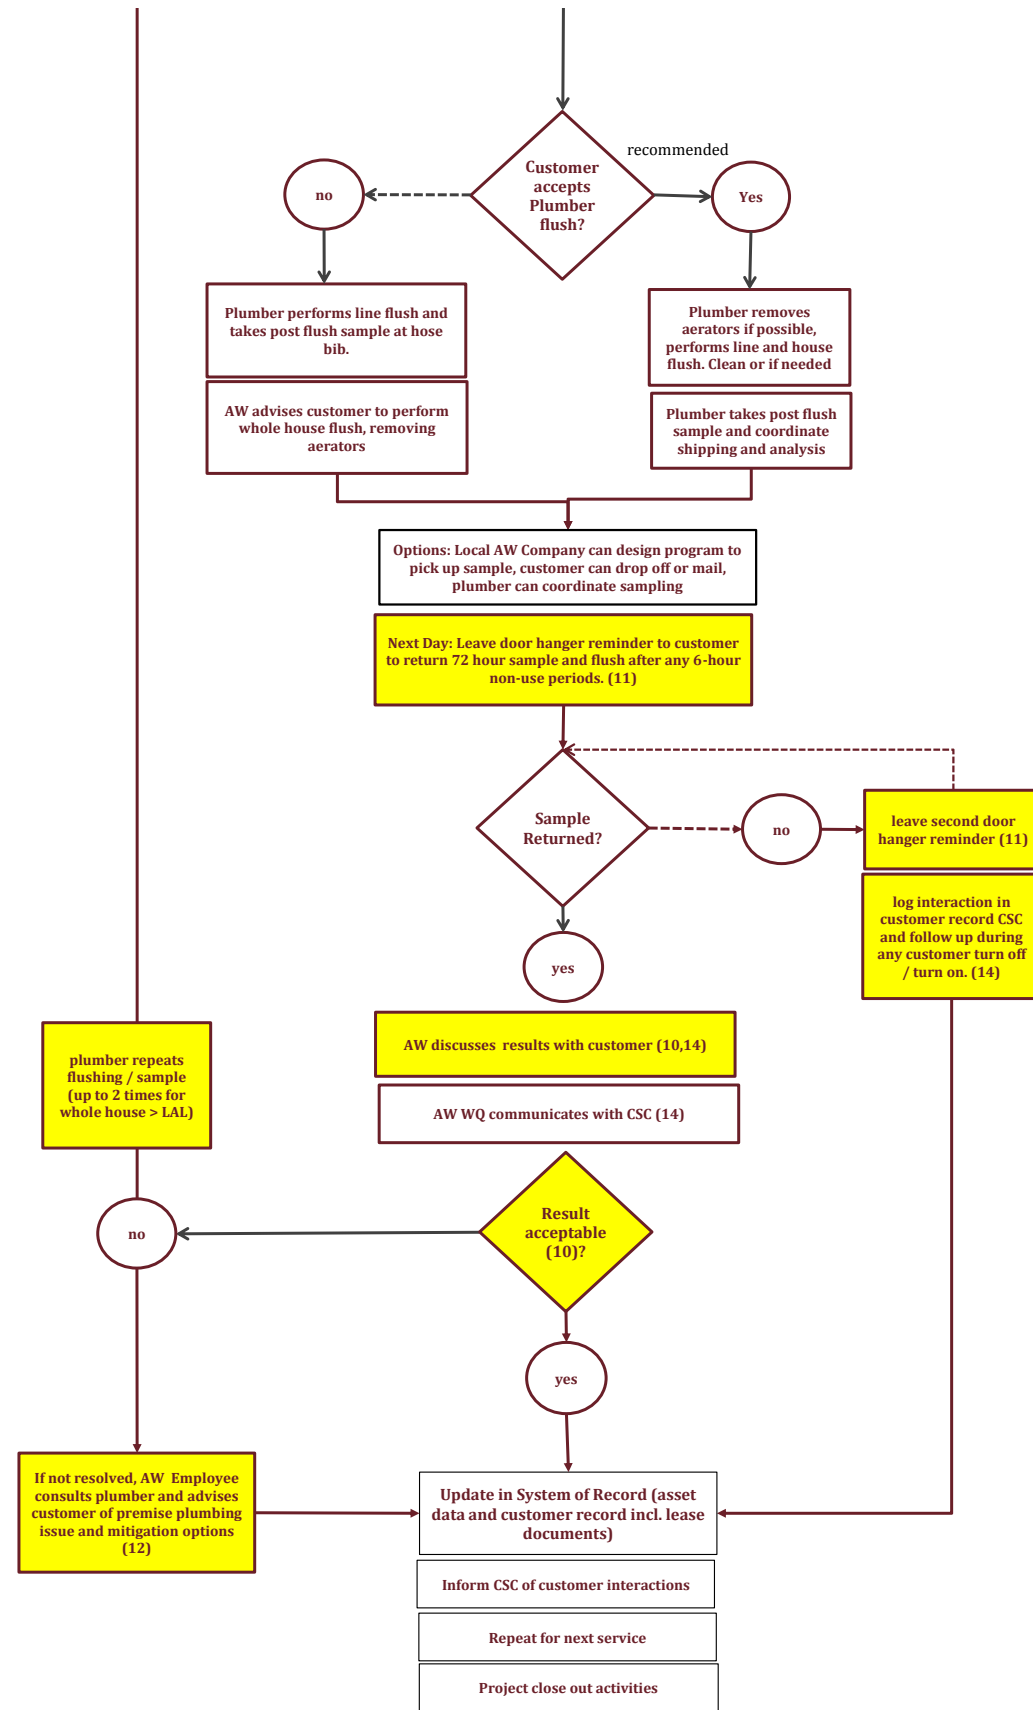 recommended
Customer
accepts
Plumber
flush?
no
Yes
Plumber performs line flush and
takes post flush sample at hose
bib.
Plumber removes
aerators if possible,
performs line and house
flush. Clean or if needed
AW advises customer to perform
whole house flush, removing
aerators
Plumber takes post flush
sample and coordinate
shipping and analysis
Options: Local AW Company can design program to
pick up sample, customer can drop off or mail,
plumber can coordinate sampling
Next Day: Leave door hanger reminder to customer
to return 72 hour sample and flush after any 6-hour
non-use periods. (11)
Sample
Returned?
no
leave second door
hanger reminder (11)
log interaction in
customer record CSC
and follow up during
any customer turn off
/ turn on. (14)
yes
AW discusses results with customer (10,14)
AW WQ communicates with CSC (14)
plumber repeats
flushing / sample
(up to 2 times for
whole house > LAL)
Result
acceptable
(10)?
no
yes
If not resolved, AW Employee
consults plumber and advises
customer of premise plumbing
issue and mitigation options
(12)
Update in System of Record (asset
data and customer record incl. lease
documents)
Inform CSC of customer interactions
Repeat for next service
Project close out activities